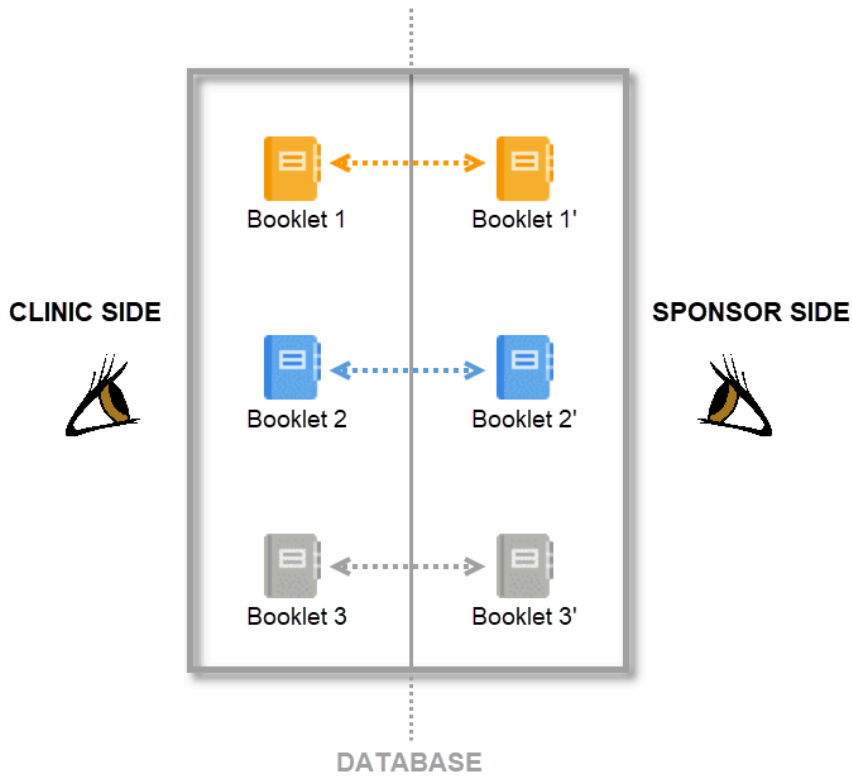 Booklet 1
Booklet 1'
CLINIC SIDE
SPONSOR SIDE
Booklet 2
Booklet 2'
Booklet 3
Booklet 3'
DATABASE